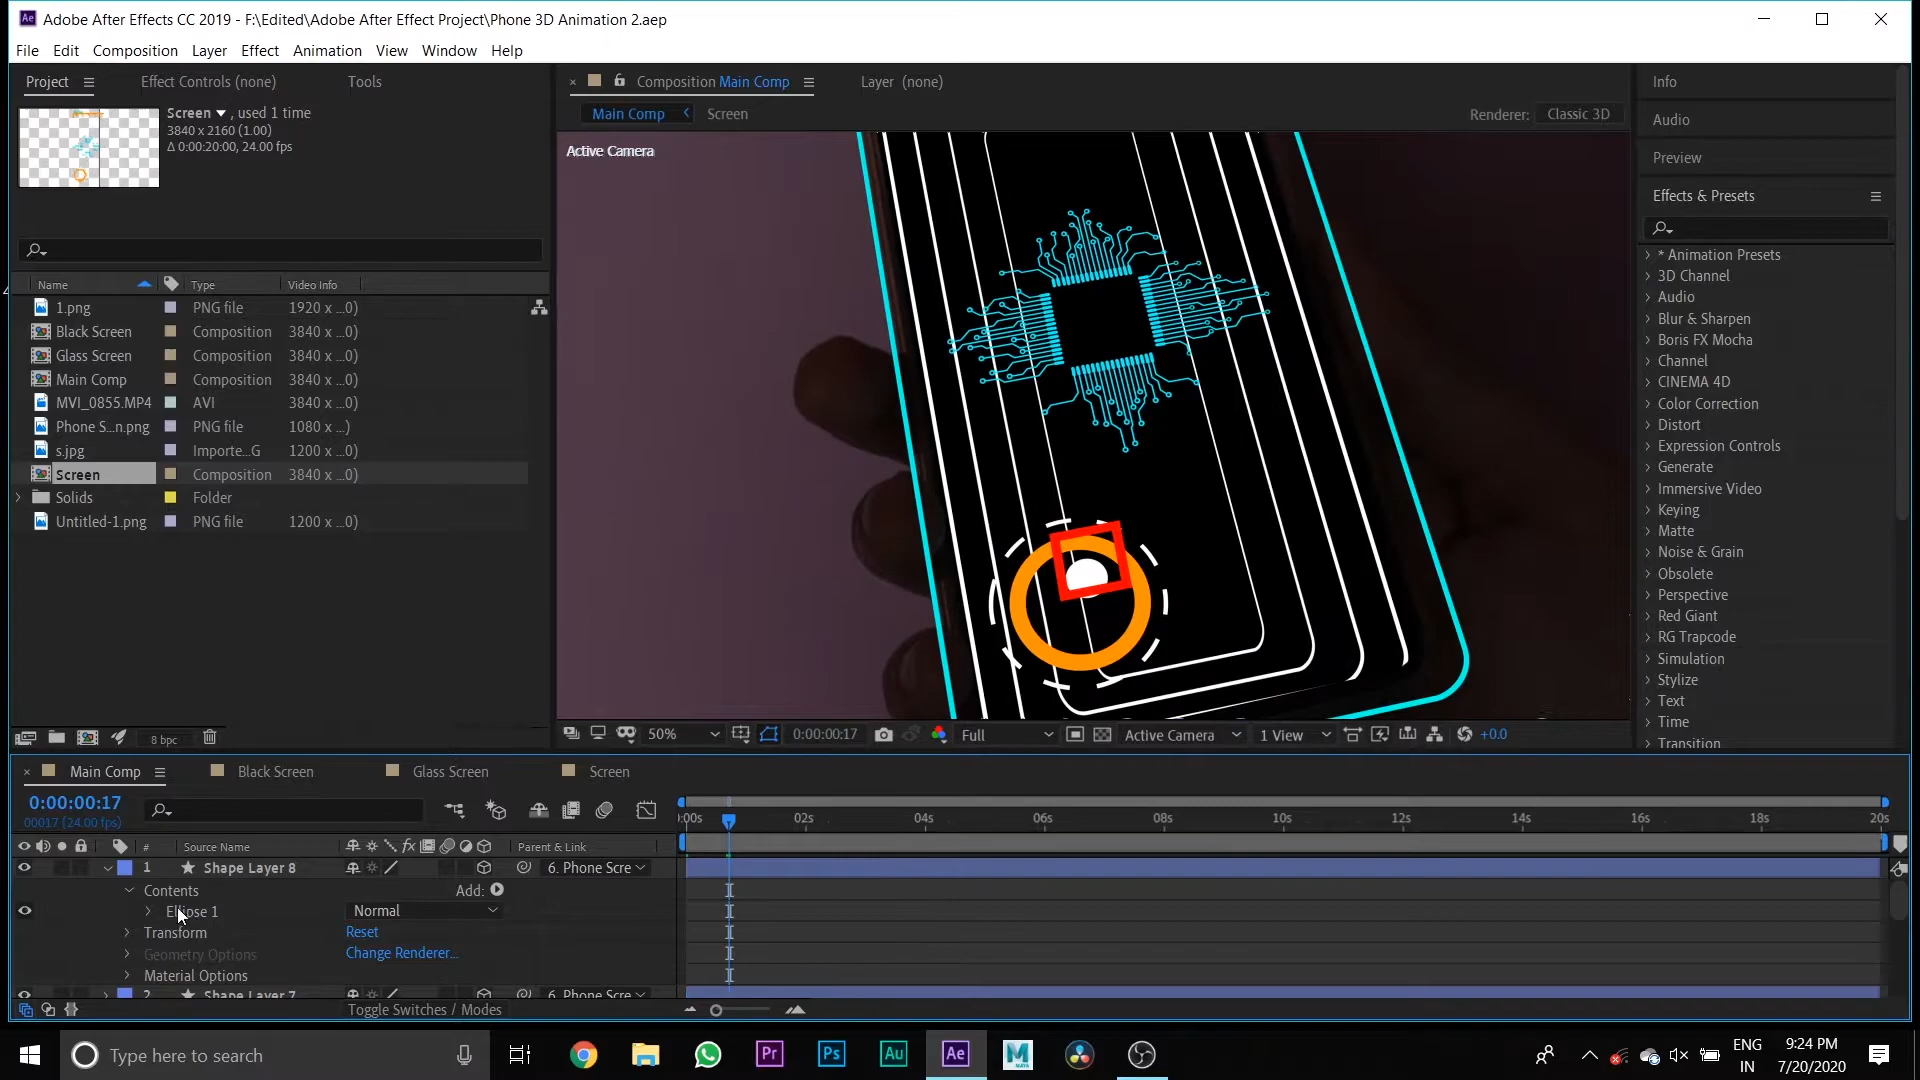 Adobe After Effects CC 2019 - F:\Edited\Adobe After Effect Project\Phone 3D Animation 2.aep
File Edit Composition Layer Effect Animation View Window Help
Project Effect Controls (none) Tools
Composition Main Comp Layer (none)
Info
Screen , used 1 time
3840 x 2160 (1.00)
Δ 0:00:20:00, 24.00 fps
Main Comp Screen
Renderer: Classic 3D
Audio
Active Camera
Preview
Effects & Presets
Name Type Video Info
1.png PNG file 1920 x ...0)
Black Screen Composition 3840 x ...0)
Glass Screen Composition 3840 x ...0)
Main Comp Composition 3840 x ...0)
MVI_0855.MP4 AVI 3840 x ...0)
Phone S...n.png PNG file 1080 x ...)
s.jpg Importe...G 1200 x ...0)
Screen Composition 3840 x ...0)
Solids Folder
Untitled-1.png PNG file 1200 x ...0)
* Animation Presets
3D Channel
Audio
Blur & Sharpen
Boris FX Mocha
Channel
CINEMA 4D
Color Correction
Distort
Expression Controls
Generate
Immersive Video
Keying
Matte
Noise & Grain
Obsolete
Perspective
Red Giant
RG Trapcode
Simulation
Stylize
Text
Time
Transition
8 bpc
50% 0:00:00:17 Full Active Camera 1 View +0.0
Main Comp Black Screen Glass Screen Screen
0:00:00:17
00017 (24.00 fps)
:00s 02s 04s 06s 08s 10s 12s 14s 16s 18s 20s
# Source Name fx Parent & Link
1 Shape Layer 8 6. Phone Scre
Contents Add:
Ellipse 1 Normal
Transform Reset
Geometry Options Change Renderer...
Material Options
2 Shape Layer 7 6. Phone Scre
Toggle Switches / Modes
Type here to search
Pr Ps Au Ae M
ENG
IN
9:24 PM
7/20/2020